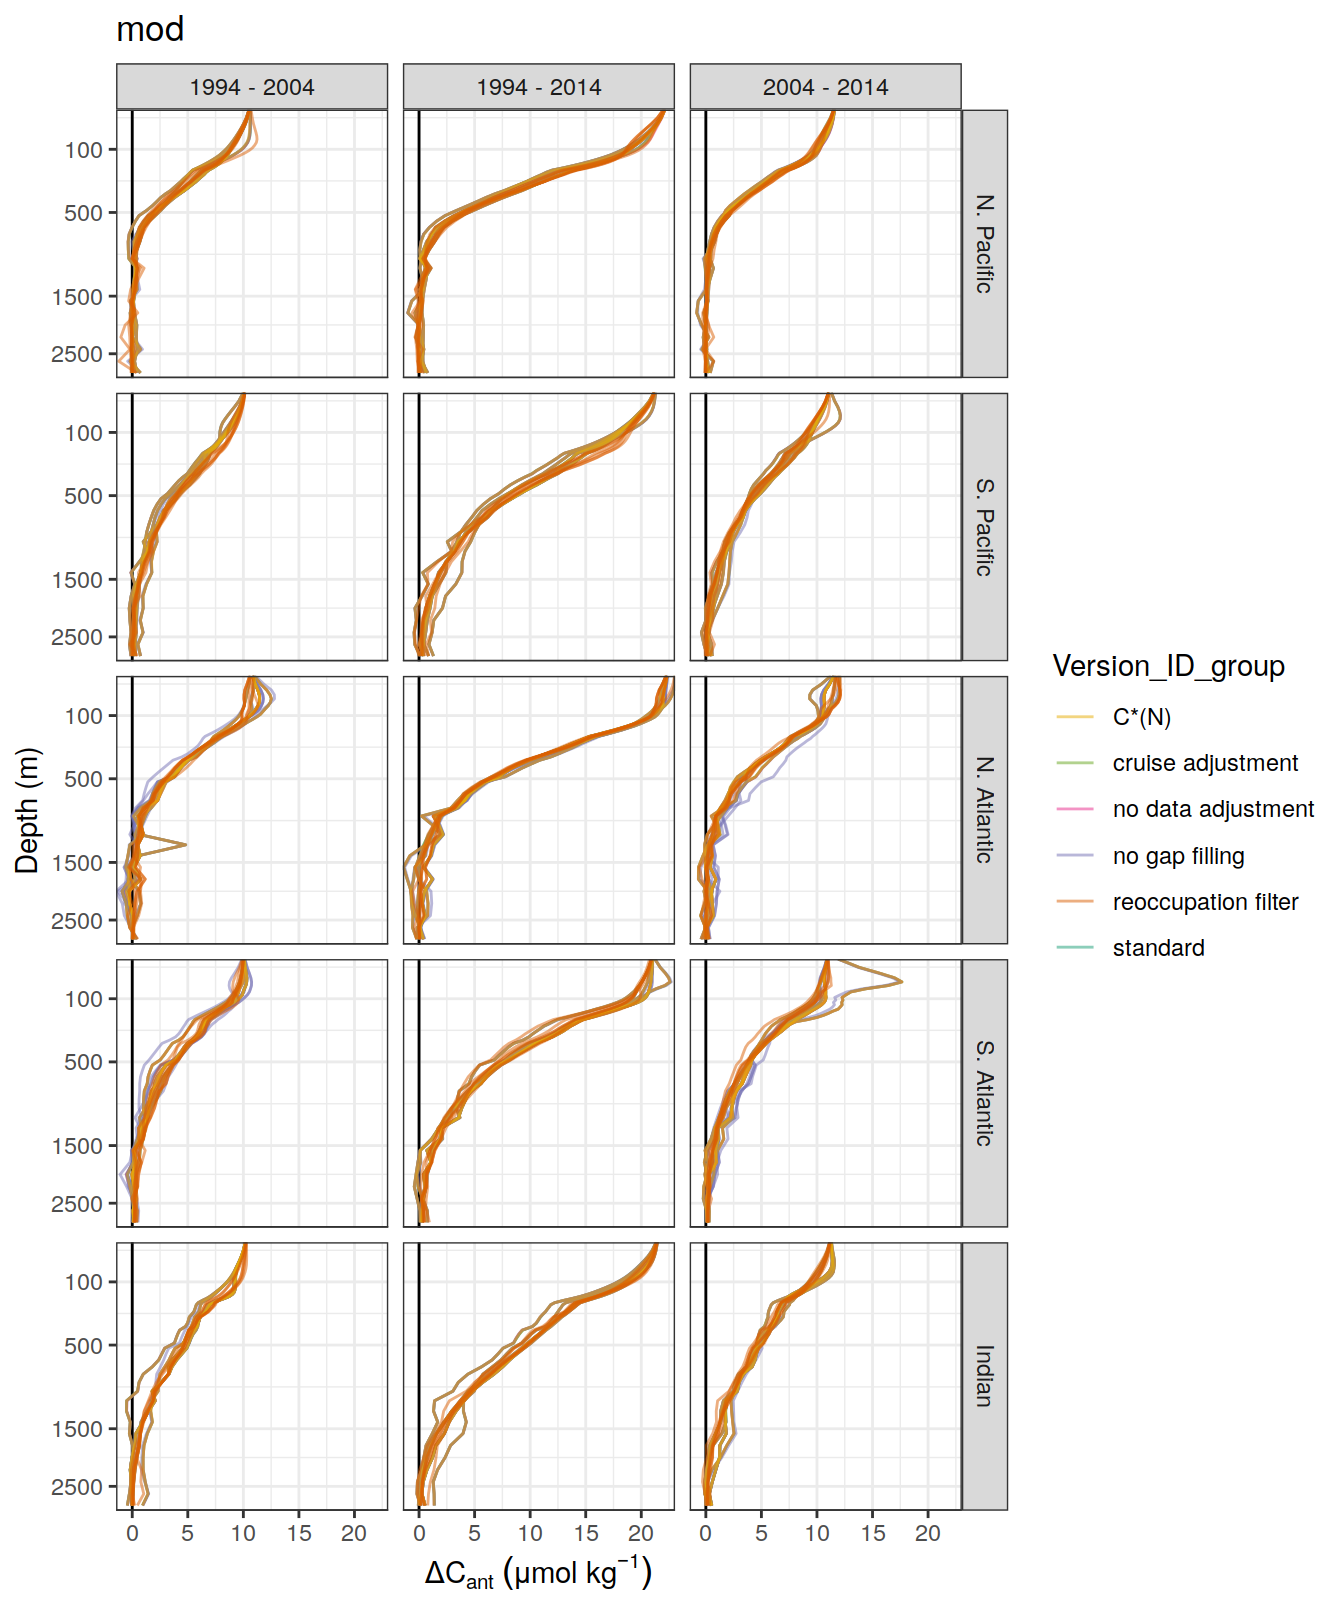 mod
1994 - 2004
1994 - 2014
2004 - 2014
100
500
1500
2500
N. Pacific
100
500
1500
2500
S. Pacific
100
500
1500
2500
N. Atlantic
100
500
1500
2500
S. Atlantic
100
500
1500
2500
Indian
0 5 10 15 20
0 5 10 15 20
0 5 10 15 20
Depth (m)
ΔCant (μmol kg−1)
Version_ID_group
C*(N)
cruise adjustment
no data adjustment
no gap filling
reoccupation filter
standard